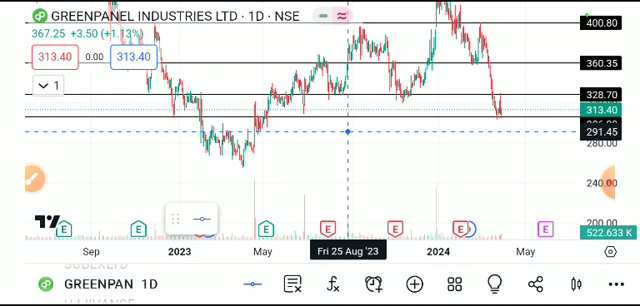 GREENPANEL INDUSTRIES LTD · 1D · NSE
400.80
367.25 +3.50 (+1.13%)
313.40 0.00 313.40
360.35
1
328.70
313.40
291.45
280.00
240.00
200.00
522.633 K
E E E E E E E E
Sep 2023 May Fri 25 Aug '23 2024 May
GREENPAN 1D